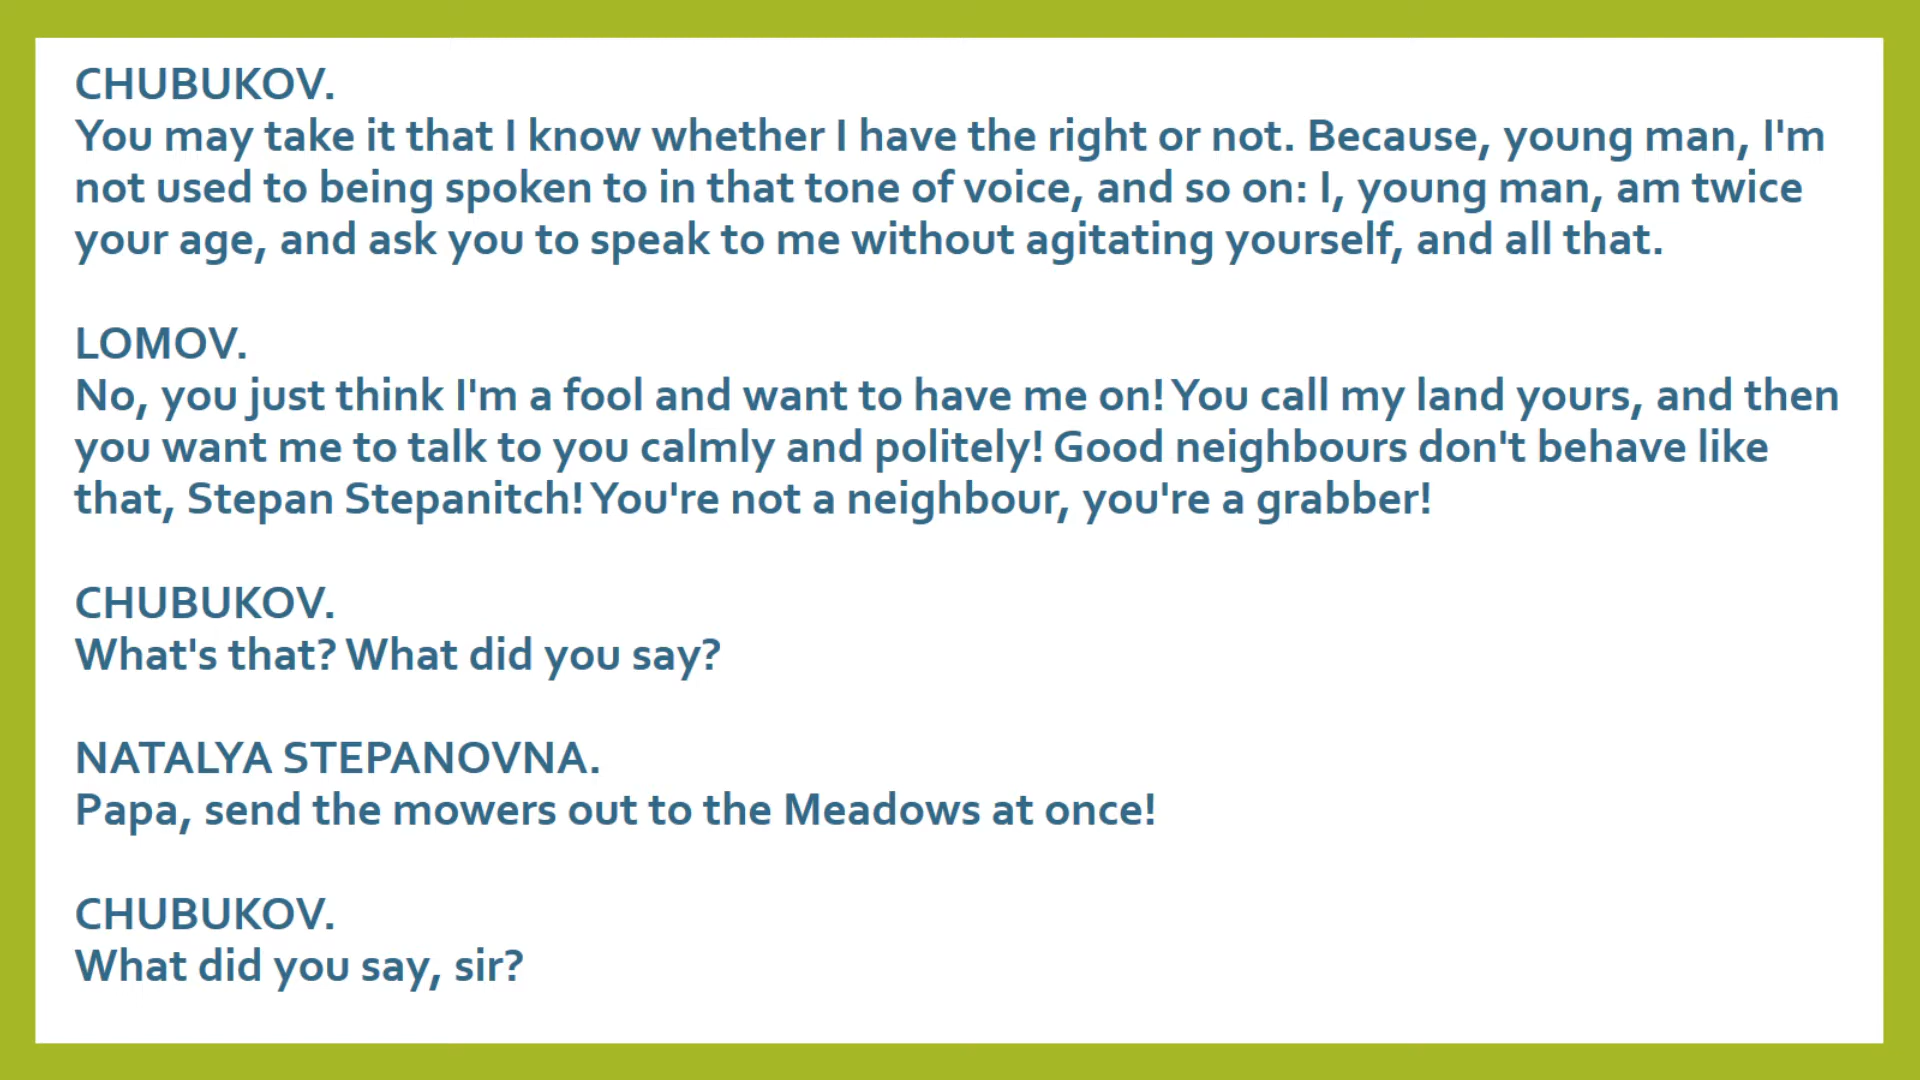 CHUBUKOV.
You may take it that I know whether I have the right or not. Because, young man, I'm
not used to being spoken to in that tone of voice, and so on: I, young man, am twice
your age, and ask you to speak to me without agitating yourself, and all that.
LOMOV.
No, you just think I'm a fool and want to have me on! You call my land yours, and then
you want me to talk to you calmly and politely! Good neighbours don't behave like
that, Stepan Stepanitch! You're not a neighbour, you're a grabber!
CHUBUKOV.
What's that? What did you say?
NATALYA STEPANOVNA.
Papa, send the mowers out to the Meadows at once!
CHUBUKOV.
What did you say, sir?